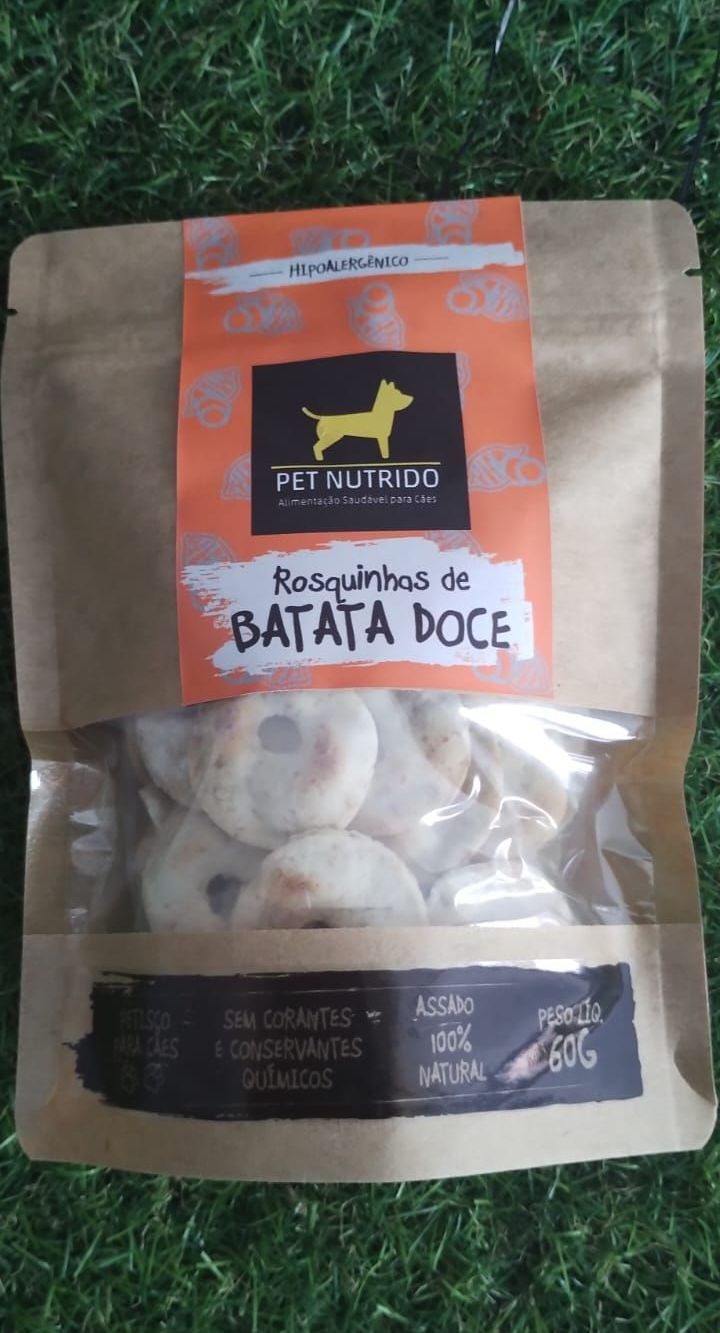 HIPOALERGÊNICO
PET NUTRIDO
Alimentação Saudável para Cães
Rosquinhas de
BATATA DOCE
PETISCO
PARA CÃES
SEM CORANTES
E CONSERVANTES
QUÍMICOS
ASSADO
100%
NATURAL
PESO LÍQ.
60G